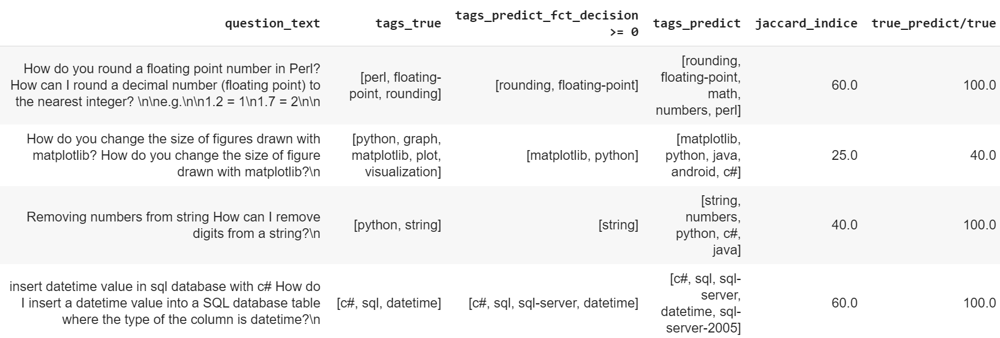 question_text tags_true tags_predict_fct_decision >= 0 tags_predict jaccard_indice true_predict/true
How do you round a floating point number in Perl?
How can I round a decimal number (floating point) to
the nearest integer? \n\ne.g.\n\n1.2 = 1\n1.7 = 2\n\n
[perl, floating-
point, rounding]
[rounding, floating-point]
[rounding,
floating-point,
math,
numbers, perl]
60.0
100.0
How do you change the size of figures drawn with
matplotlib? How do you change the size of figure
drawn with matplotlib?\n
[python, graph,
matplotlib, plot,
visualization]
[matplotlib, python]
[matplotlib,
python, java,
android, c#]
25.0
40.0
Removing numbers from string How can I remove
digits from a string?\n
[python, string]
[string]
[string,
numbers,
python, c#,
java]
40.0
100.0
insert datetime value in sql database with c# How do
I insert a datetime value into a SQL database table
where the type of the column is datetime?\n
[c#, sql, datetime]
[c#, sql, sql-server, datetime]
[c#, sql, sql-
server,
datetime, sql-
server-2005]
60.0
100.0